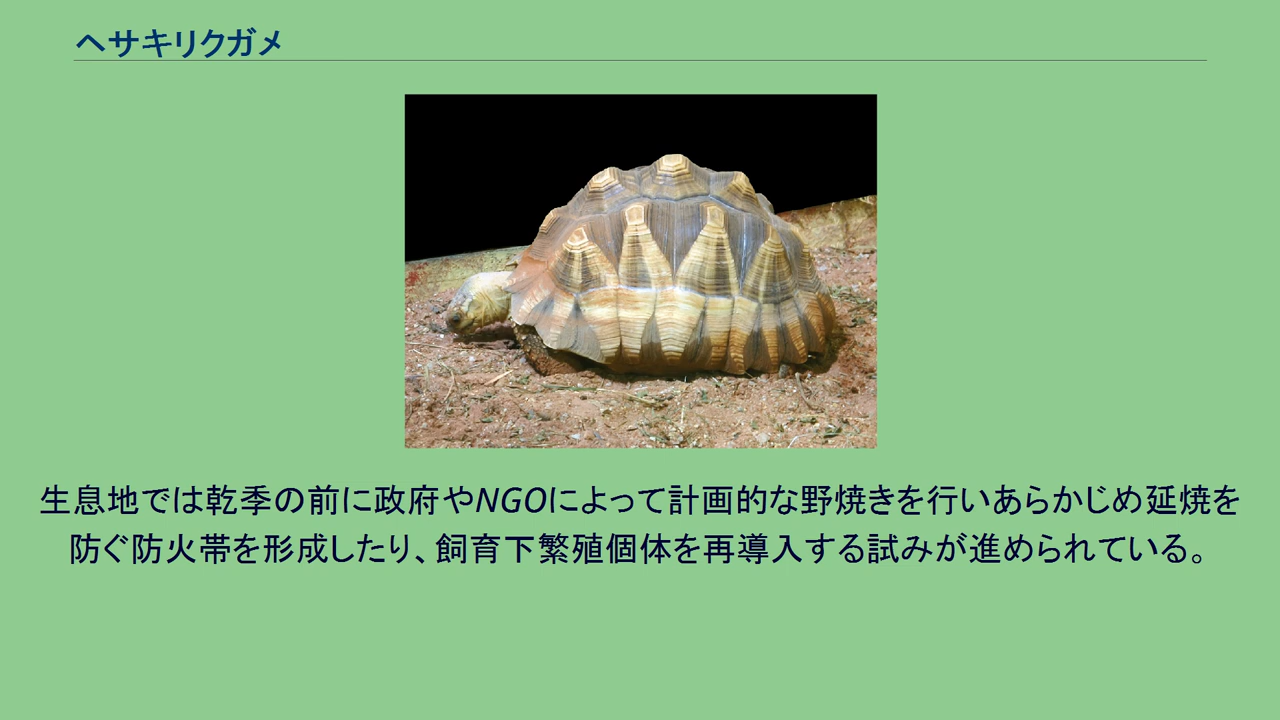 ヘサキリクガメ
生息地では乾季の前に政府やNGOによって計画的な野焼きを行いあらかじめ延焼を
防ぐ防火帯を形成したり、飼育下繁殖個体を再導入する試みが進められている。